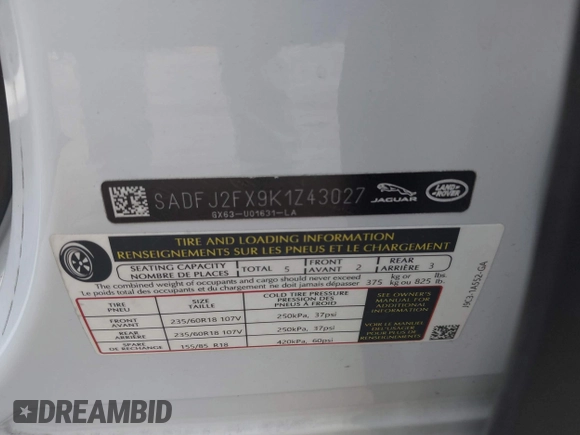 SADFJ2FX9K1Z43027
JAGUAR
LAND ROVER
GX63-U01631-LA
TIRE AND LOADING INFORMATION
RENSEIGNEMENTS SUR LES PNEUS ET LE CHARGEMENT
SEATING CAPACITY TOTAL 5 FRONT 2 REAR 3
NOMBRE DE PLACES AVANT ARRIÈRE
The combined weight of occupants and cargo should never exceed 375 kg or 825 lbs.
Le poids total des occupants et du chargement ne doit jamais dépasser kg ou lb.
TIRE PNEU
SIZE TAILLE
COLD TIRE PRESSURE
PRESSION DES PNEUS À FROID
FRONT AVANT 235/60R18 107V 250kPa, 37psi
REAR ARRIÈRE 235/60R18 107V 250kPa, 37psi
SPARE DE RECHANGE 155/85 R18 420kPa, 60psi
SEE OWNER'S
MANUAL FOR
ADDITIONAL
INFORMATION
VOIR LE MANUEL
DE L'USAGER
POUR PLUS DE
RENSEIGNEMENTS
DREAMBID